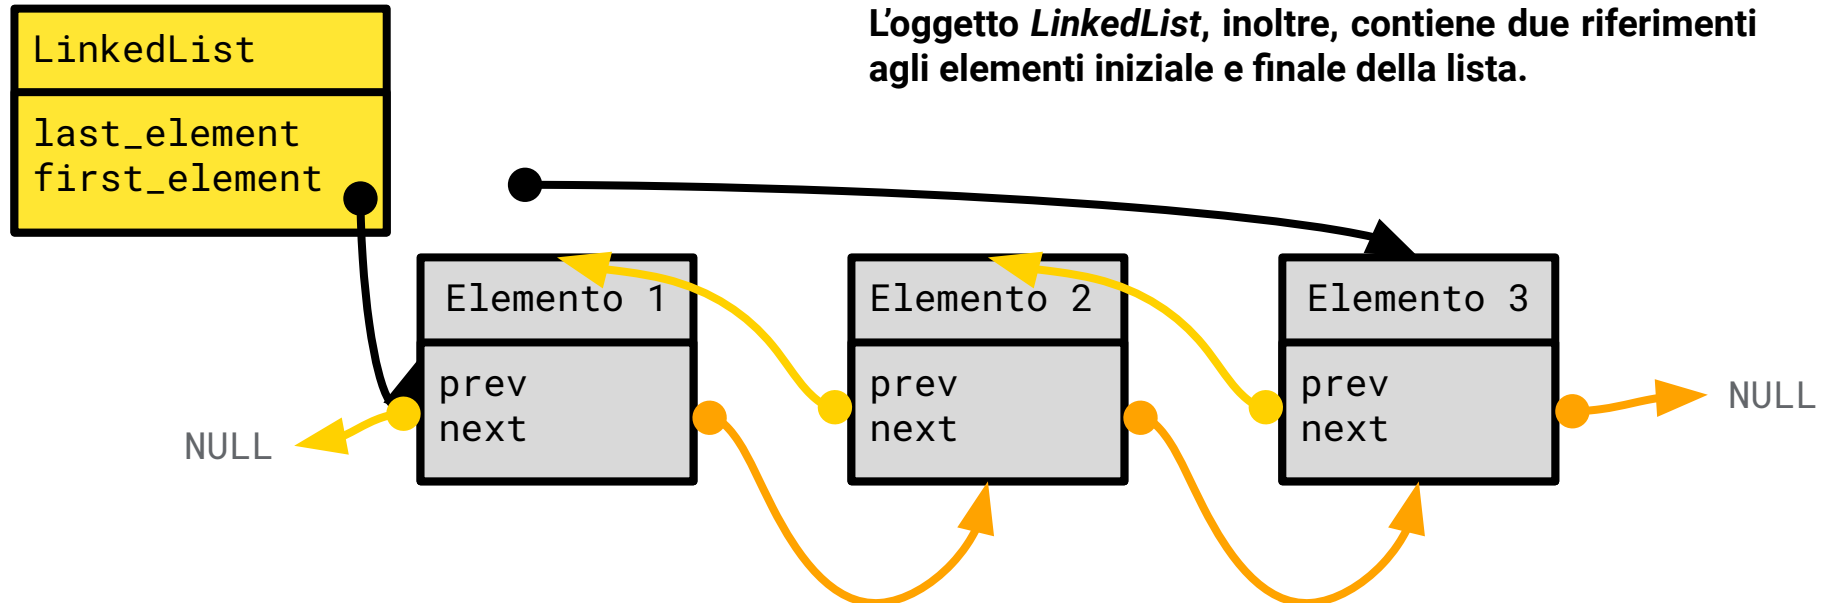 LinkedList
last_element
first_element
L’oggetto LinkedList, inoltre, contiene due riferimenti
agli elementi iniziale e finale della lista.
Elemento 1
prev
next
Elemento 2
prev
next
Elemento 3
prev
next
NULL
NULL